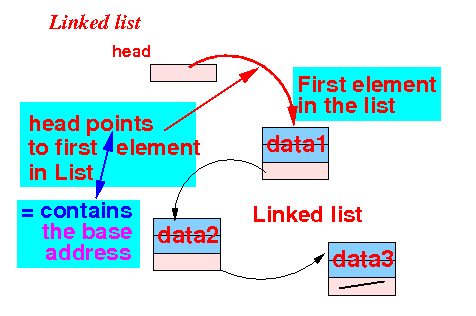 Linked list
head
First element
in the list
head points
to first element
in List
data1
= contains
the base
address
Linked list
data2
data3